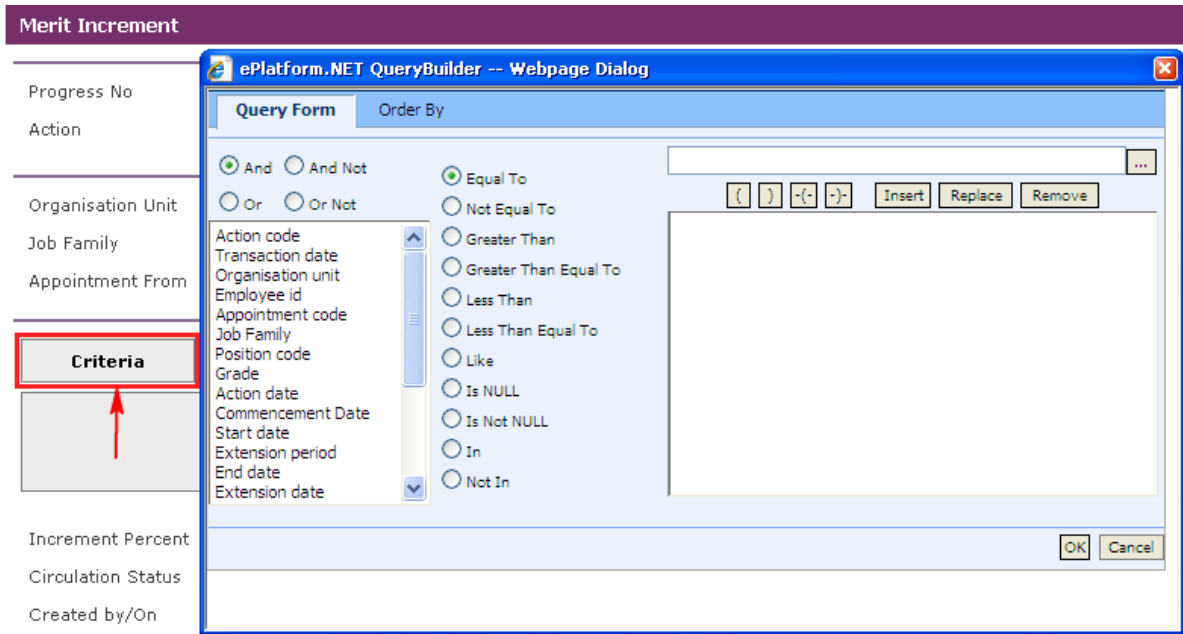 Merit Increment
Progress No
Action
Organisation Unit
Job Family
Appointment From
Criteria
Increment Percent
Circulation Status
Created by/On
ePlatform.NET QueryBuilder -- Webpage Dialog
Query Form Order By
And And Not
Or Or Not
Action code
Transaction date
Organisation unit
Employee id
Appointment code
Job Family
Position code
Grade
Action date
Commencement Date
Start date
Extension period
End date
Extension date
Equal To
Not Equal To
Greater Than
Greater Than Equal To
Less Than
Less Than Equal To
Like
Is NULL
Is Not NULL
In
Not In
...
( ) -(- -)- Insert Replace Remove
OK Cancel